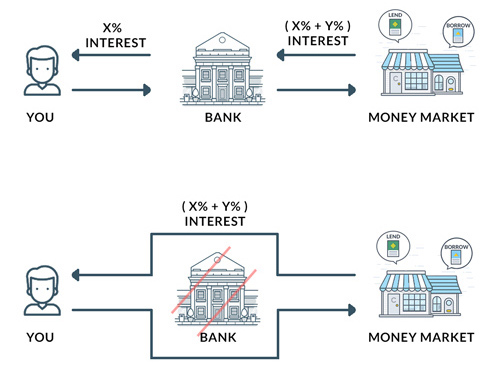 X%
INTEREST
( X% + Y% )
INTEREST
LEND
BORROW
YOU
BANK
MONEY MARKET
( X% + Y% )
INTEREST
LEND
BORROW
YOU
BANK
MONEY MARKET